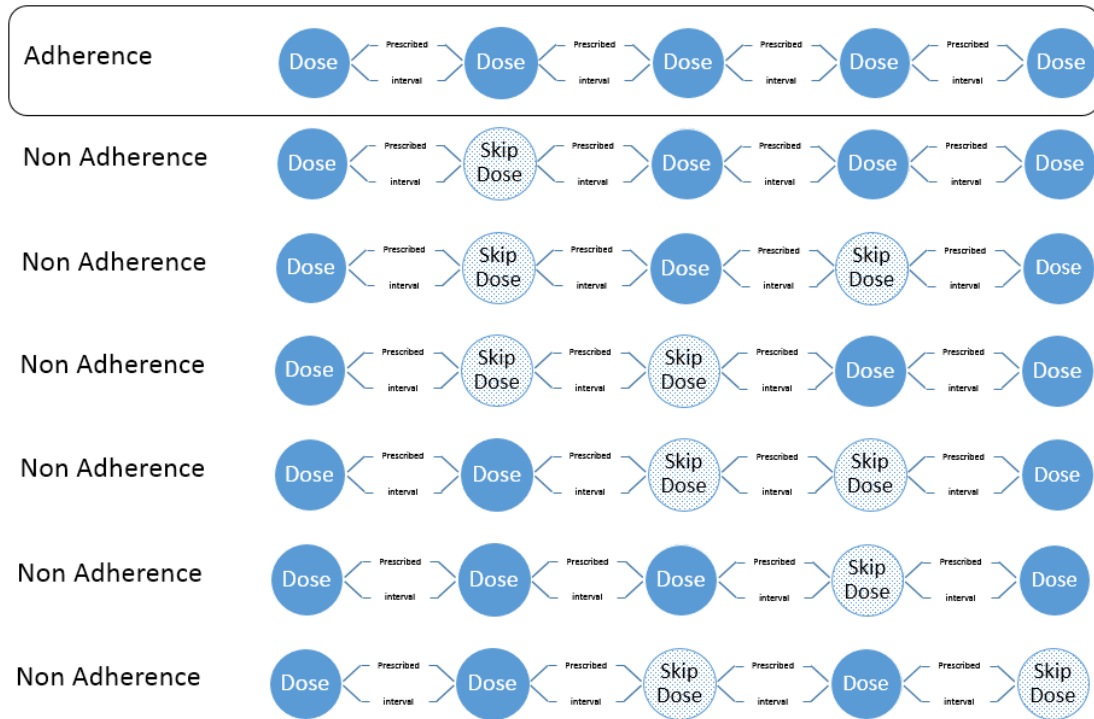 Adherence
Dose Prescribed interval Dose Prescribed interval Dose Prescribed interval Dose Prescribed interval Dose
Non Adherence
Dose Prescribed interval Skip Dose Prescribed interval Dose Prescribed interval Dose Prescribed interval Dose
Non Adherence
Dose Prescribed interval Skip Dose Prescribed interval Dose Prescribed interval Skip Dose Prescribed interval Dose
Non Adherence
Dose Prescribed interval Skip Dose Prescribed interval Skip Dose Prescribed interval Dose Prescribed interval Dose
Non Adherence
Dose Prescribed interval Dose Prescribed interval Skip Dose Prescribed interval Skip Dose Prescribed interval Dose
Non Adherence
Dose Prescribed interval Dose Prescribed interval Dose Prescribed interval Skip Dose Prescribed interval Dose
Non Adherence
Dose Prescribed interval Dose Prescribed interval Skip Dose Prescribed interval Dose Prescribed interval Skip Dose